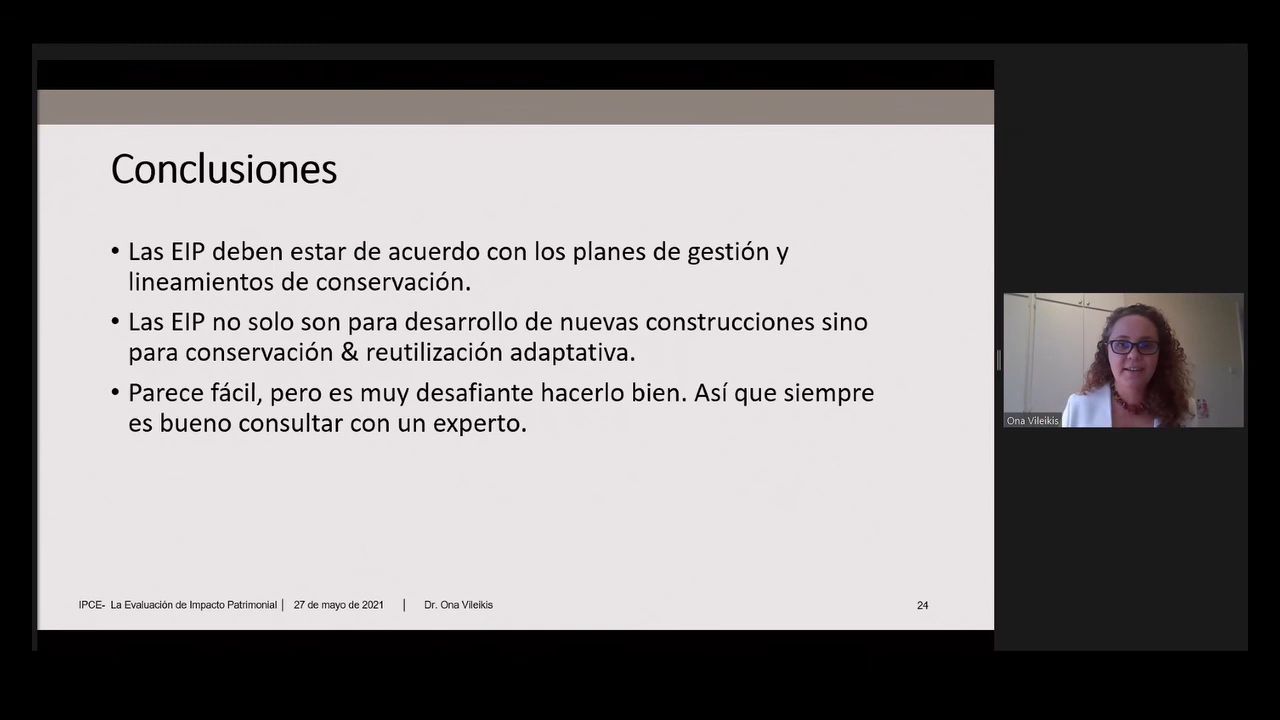 Conclusiones
• Las EIP deben estar de acuerdo con los planes de gestión y
lineamientos de conservación.
• Las EIP no solo son para desarrollo de nuevas construcciones sino
para conservación & reutilización adaptativa.
• Parece fácil, pero es muy desafiante hacerlo bien. Así que siempre
es bueno consultar con un experto.
Ona Vileikis
IPCE- La Evaluación de Impacto Patrimonial | 27 de mayo de 2021 | Dr. Ona Vileikis 24